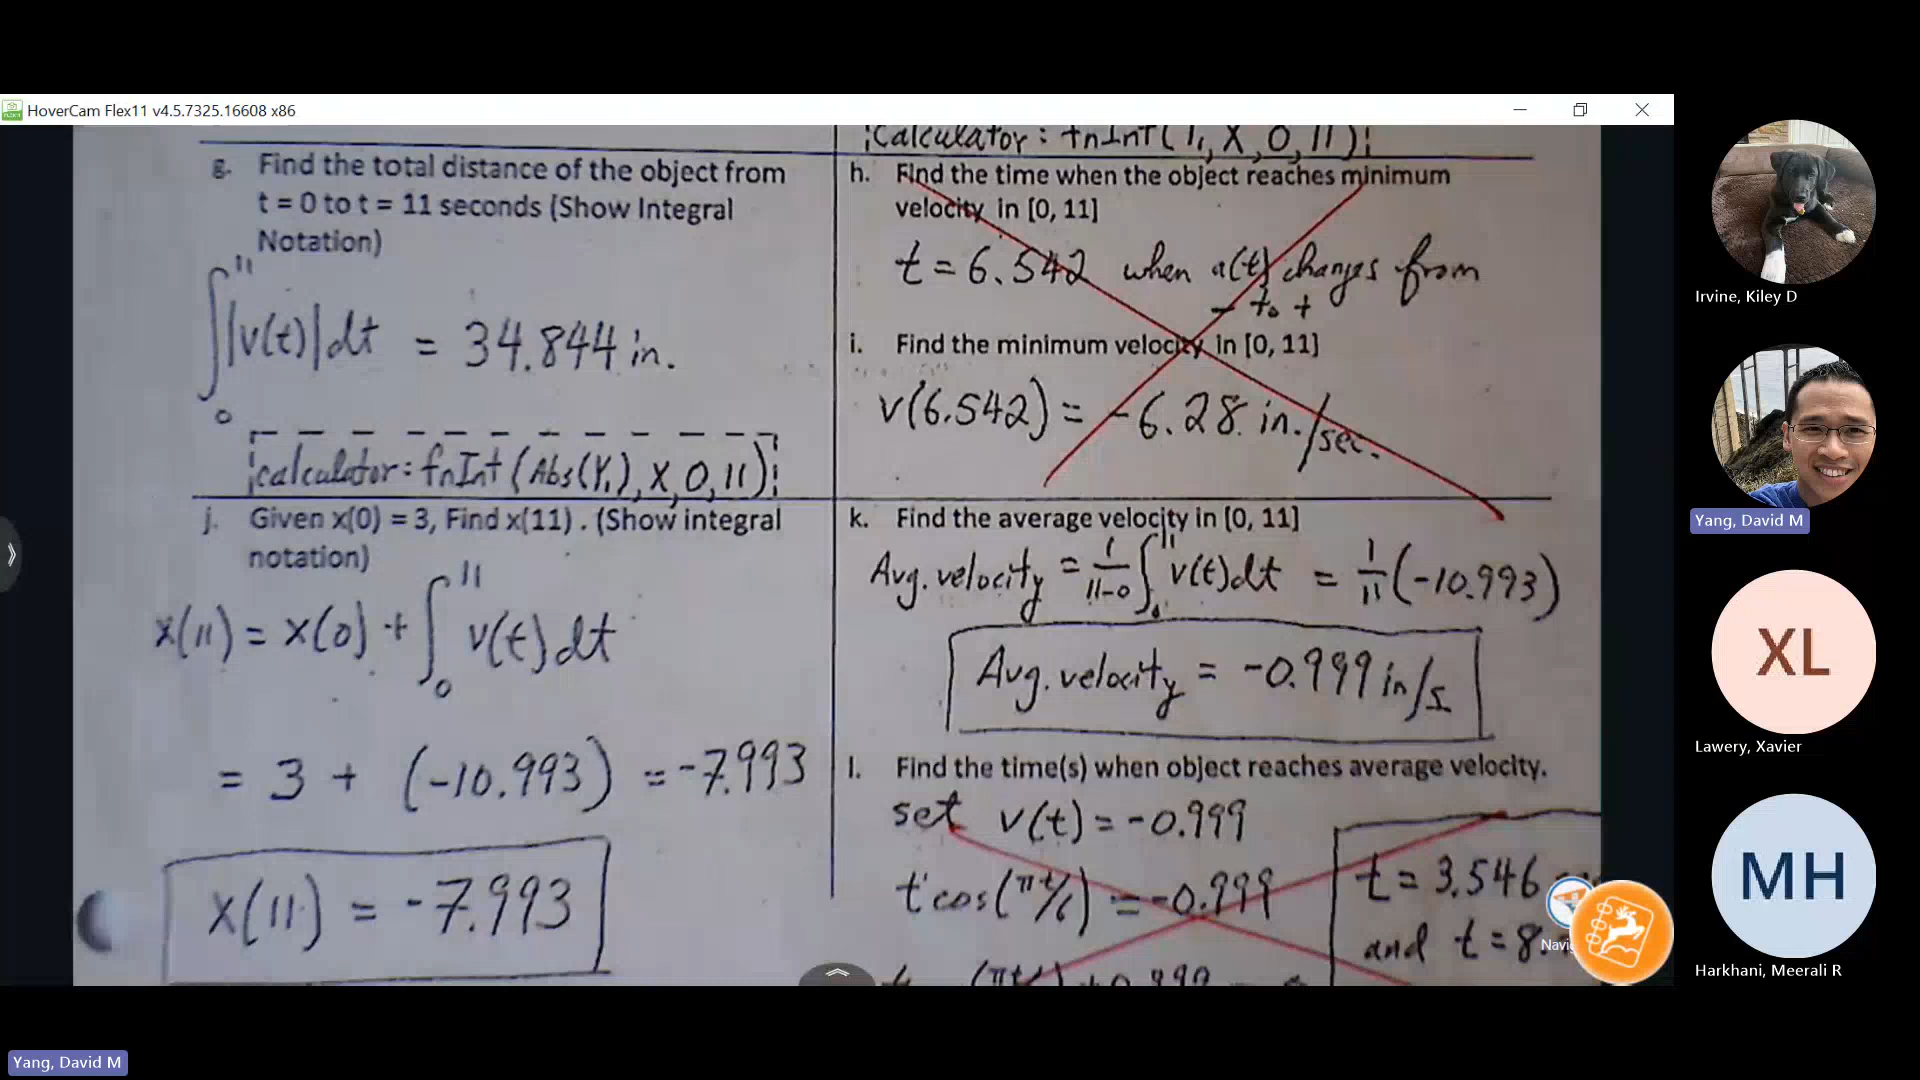 HoverCam Flex11 v4.5.7325.16608 x86
Calculator: fnInt(Y₁, X, 0, 11)
g. Find the total distance of the object from
t = 0 to t = 11 seconds (Show Integral
Notation)
∫₀¹¹ |v(t)| dt = 34.844 in.
calculator: fnInt(Abs(Y₁), X, 0, 11)
h. Find the time when the object reaches minimum
velocity in [0, 11]
t = 6.542 when a(t) changes from
- to +
i. Find the minimum velocity in [0, 11]
v(6.542) = -6.28 in./sec.
j. Given x(0) = 3, Find x(11) . (Show integral
notation)
x(11) = x(0) + ∫₀¹¹ v(t) dt
= 3 + (-10.993) = -7.993
x(11) = -7.993
k. Find the average velocity in [0, 11]
Avg. velocity = 1/(11-0) ∫₀¹¹ v(t) dt = 1/11 (-10.993)
Avg. velocity = -0.999 in/s
l. Find the time(s) when object reaches average velocity.
set v(t) = -0.999
t cos(πt/6) = -0.999
t = 3.546
and t = 8.
Irvine, Kiley D
Yang, David M
XL
Lawery, Xavier
MH
Harkhani, Meerali R
Yang, David M